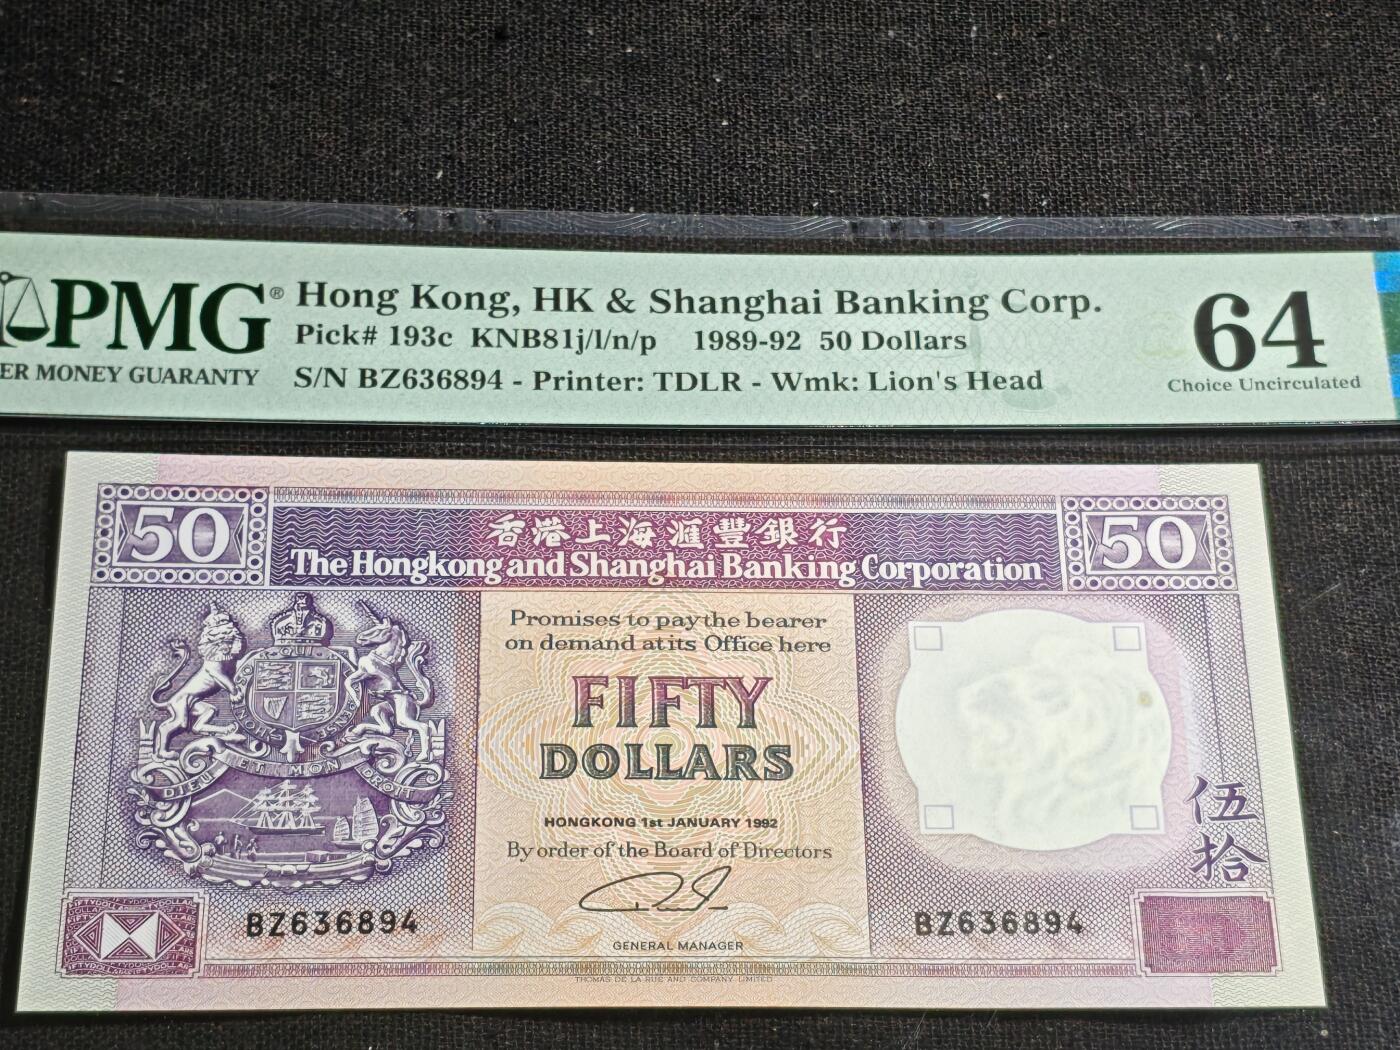 PMG®
ER MONEY GUARANTY
Hong Kong, HK & Shanghai Banking Corp.
Pick# 193c KNB81j/l/n/p 1989-92 50 Dollars
S/N BZ636894 - Printer: TDLR - Wmk: Lion's Head
64
Choice Uncirculated
50
香港上海滙豐銀行
50
The Hongkong and Shanghai Banking Corporation
Promises to pay the bearer
on demand at its Office here
FIFTY
DOLLARS
HONGKONG 1st JANUARY 1992
By order of the Board of Directors
GENERAL MANAGER
THOMAS DE LA RUE AND COMPANY LIMITED
DIEU ET MON DROIT
伍拾
BZ636894
BZ636894